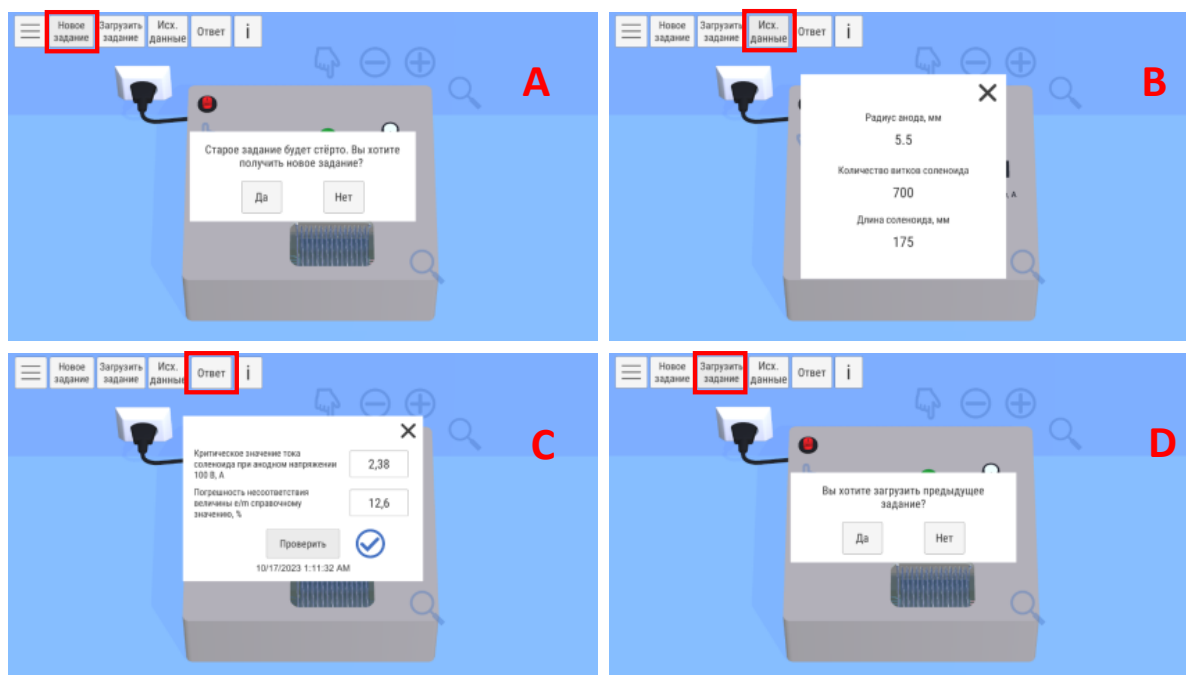 Новое задание
Загрузить задание
Исх. данные
Ответ
i
A
Старое задание будет стёрто. Вы хотите
получить новое задание?
Да
Нет
Новое задание
Загрузить задание
Исх. данные
Ответ
i
B
Радиус анода, мм
5.5
Количество витков соленоида
700
, А
Длина соленоида, мм
175
Новое задание
Загрузить задание
Исх. данные
Ответ
i
C
Критическое значение тока
соленоида при анодном напряжении
100 В, А
2,38
Погрешность несоответствия
величины e/m справочному
значению, %
12,6
Проверить
10/17/2023 1:11:32 AM
Новое задание
Загрузить задание
Исх. данные
Ответ
i
D
Вы хотите загрузить предыдущее
задание?
Да
Нет